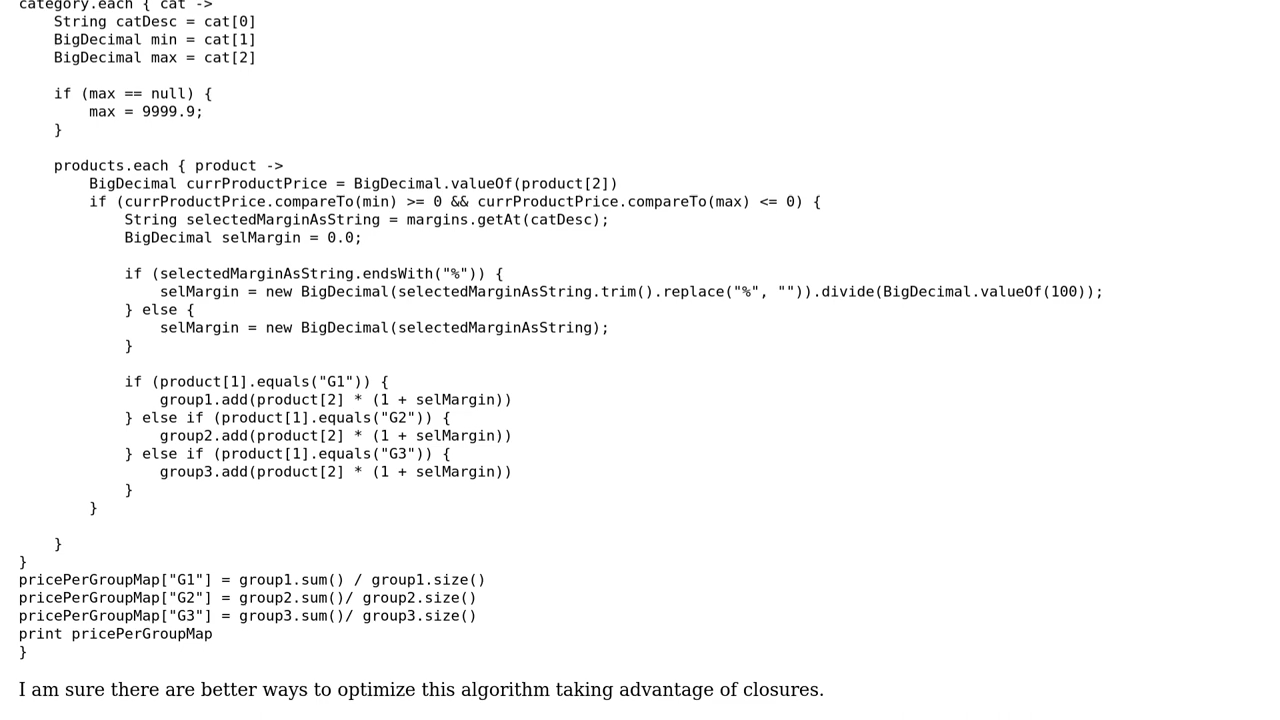 category.each { cat ->
    String catDesc = cat[0]
    BigDecimal min = cat[1]
    BigDecimal max = cat[2]

    if (max == null) {
        max = 9999.9;
    }

    products.each { product ->
        BigDecimal currProductPrice = BigDecimal.valueOf(product[2])
        if (currProductPrice.compareTo(min) >= 0 && currProductPrice.compareTo(max) <= 0) {
            String selectedMarginAsString = margins.getAt(catDesc);
            BigDecimal selMargin = 0.0;

            if (selectedMarginAsString.endsWith("%")) {
                selMargin = new BigDecimal(selectedMarginAsString.trim().replace("%", "")).divide(BigDecimal.valueOf(100));
            } else {
                selMargin = new BigDecimal(selectedMarginAsString);
            }

            if (product[1].equals("G1")) {
                group1.add(product[2] * (1 + selMargin))
            } else if (product[1].equals("G2")) {
                group2.add(product[2] * (1 + selMargin))
            } else if (product[1].equals("G3")) {
                group3.add(product[2] * (1 + selMargin))
            }
        }

    }
}
pricePerGroupMap["G1"] = group1.sum() / group1.size()
pricePerGroupMap["G2"] = group2.sum()/ group2.size()
pricePerGroupMap["G3"] = group3.sum()/ group3.size()
print pricePerGroupMap
}
I am sure there are better ways to optimize this algorithm taking advantage of closures.